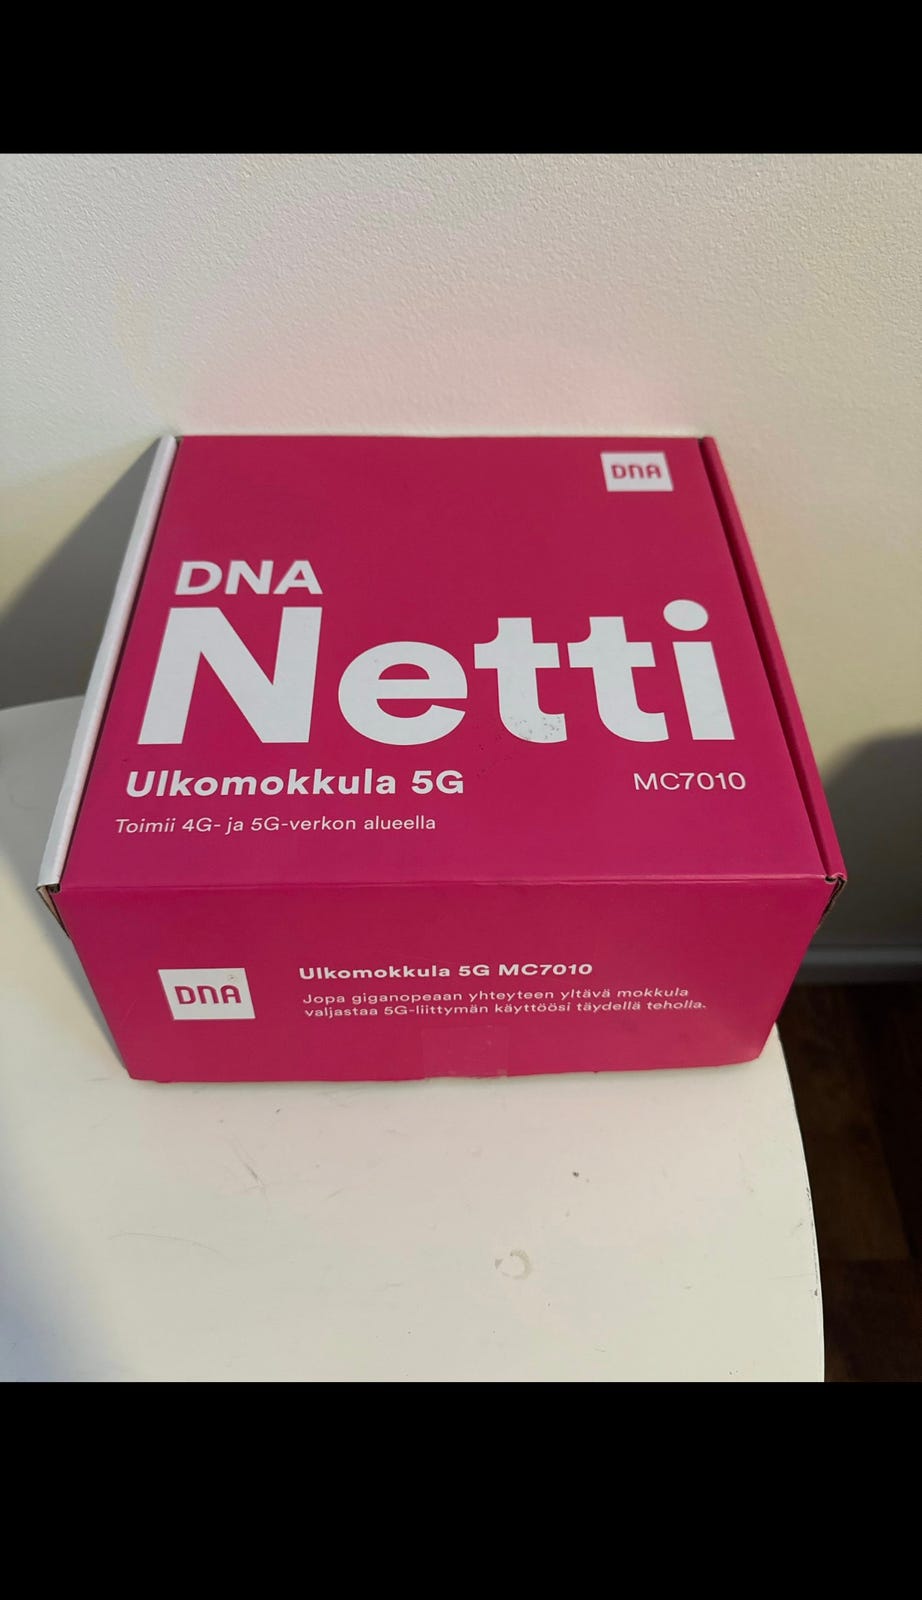 DNA
DNA
Netti
Ulkomokkula 5G
MC7010
Toimii 4G- ja 5G-verkon alueella
DNA
Ulkomokkula 5G MC7010
Jopa giganopeaan yhteyteen yltävä mokkula
valjastaa 5G-liittymän käyttöösi täydellä teholla.